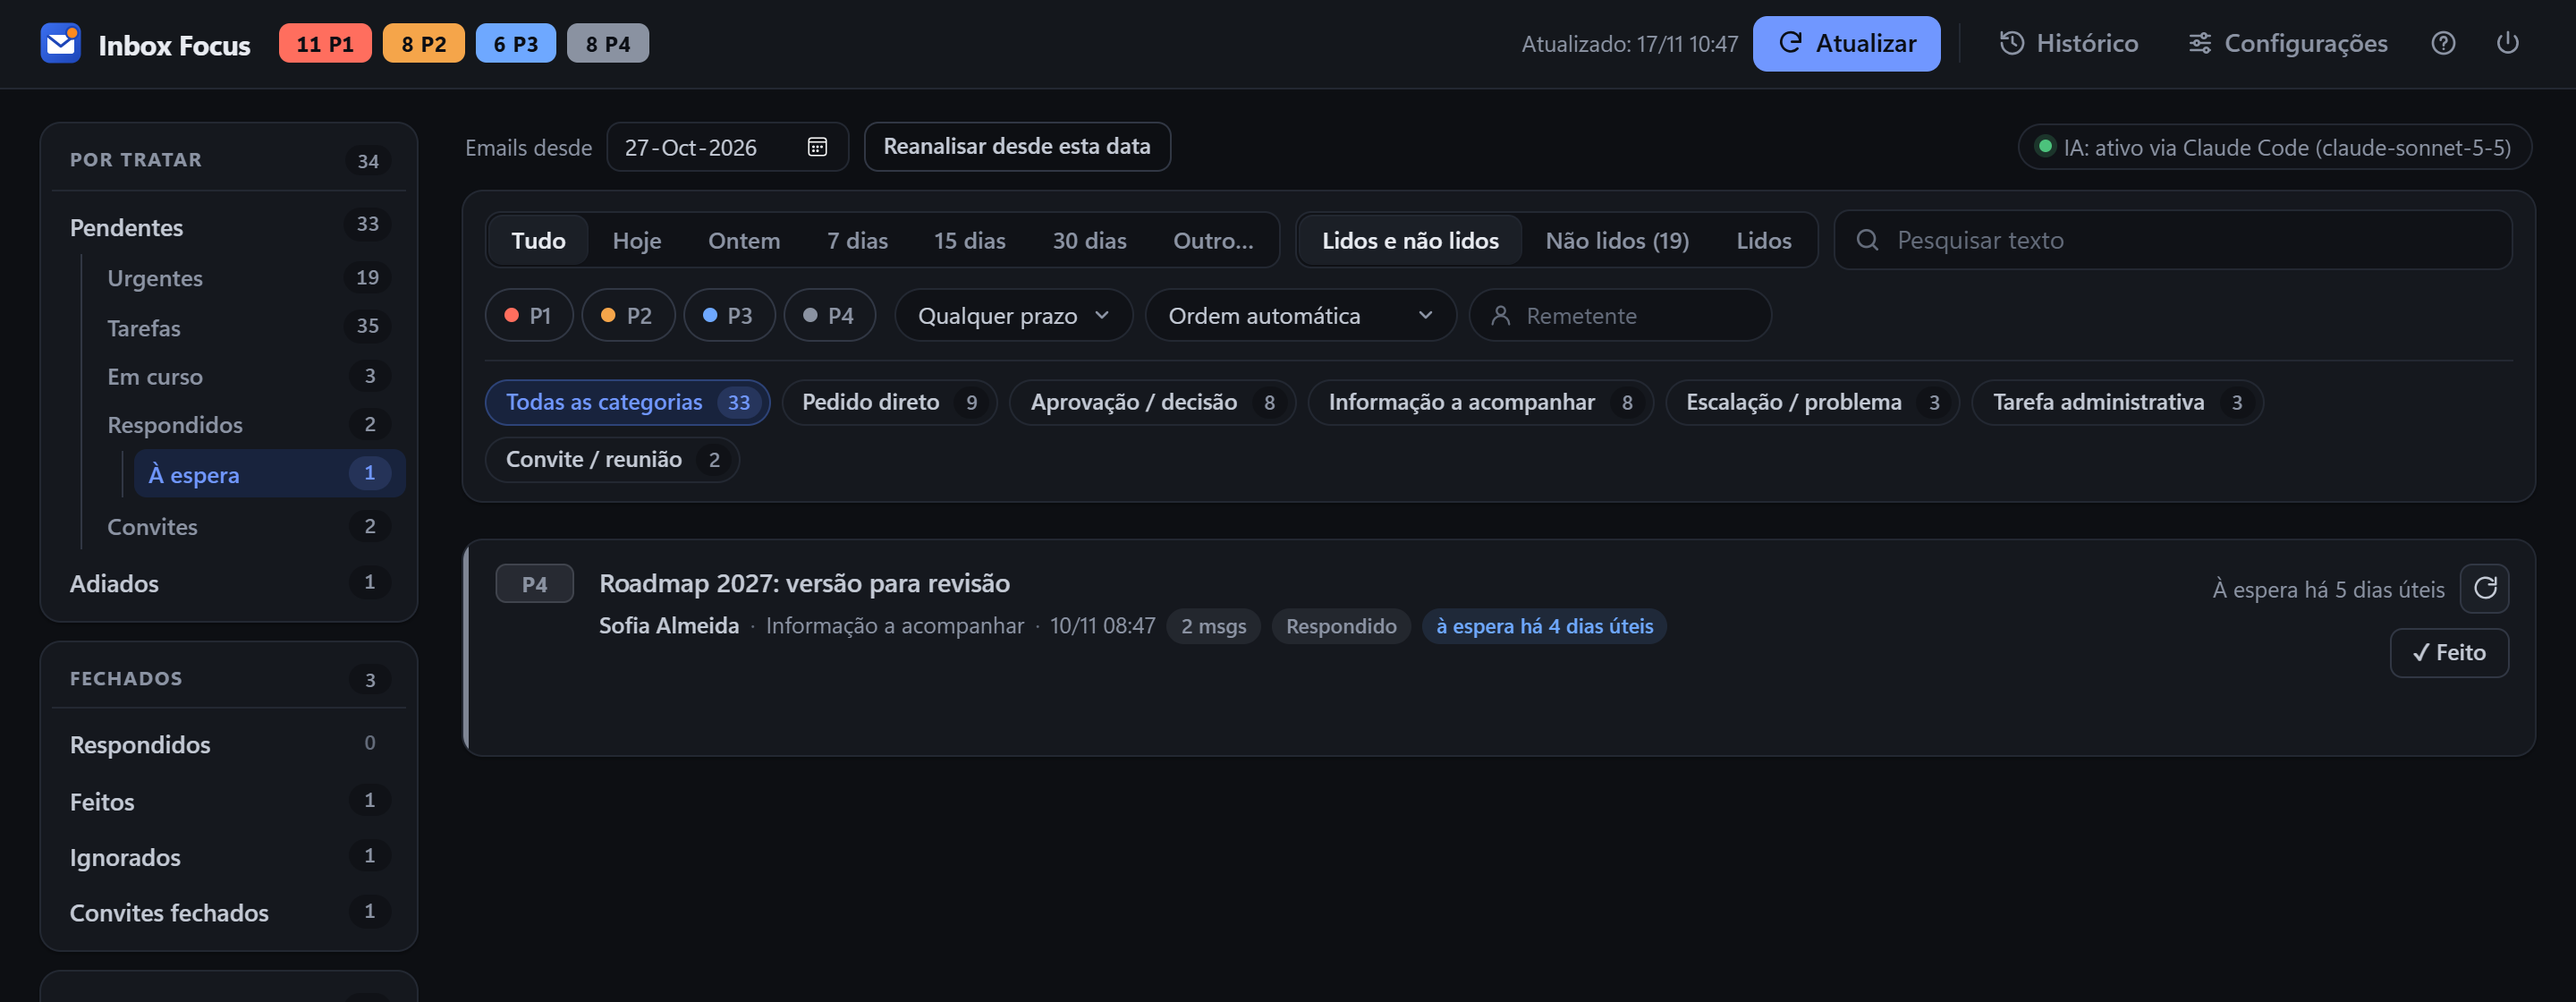 Inbox Focus
11 P1
8 P2
6 P3
8 P4
Atualizado: 17/11 10:47
Atualizar
Histórico
Configurações
POR TRATAR 34
Pendentes 33
Urgentes 19
Tarefas 35
Em curso 3
Respondidos 2
À espera 1
Convites 2
Adiados 1
FECHADOS 3
Respondidos 0
Feitos 1
Ignorados 1
Convites fechados 1
Emails desde 27-Oct-2026 Reanalisar desde esta data
IA: ativo via Claude Code (claude-sonnet-5-5)
Tudo Hoje Ontem 7 dias 15 dias 30 dias Outro...
Lidos e não lidos Não lidos (19) Lidos
Pesquisar texto
P1 P2 P3 P4 Qualquer prazo Ordem automática Remetente
Todas as categorias 33 Pedido direto 9 Aprovação / decisão 8 Informação a acompanhar 8 Escalação / problema 3 Tarefa administrativa 3
Convite / reunião 2
P4 Roadmap 2027: versão para revisão
À espera há 5 dias úteis
Sofia Almeida · Informação a acompanhar · 10/11 08:47 2 msgs Respondido à espera há 4 dias úteis
✓ Feito